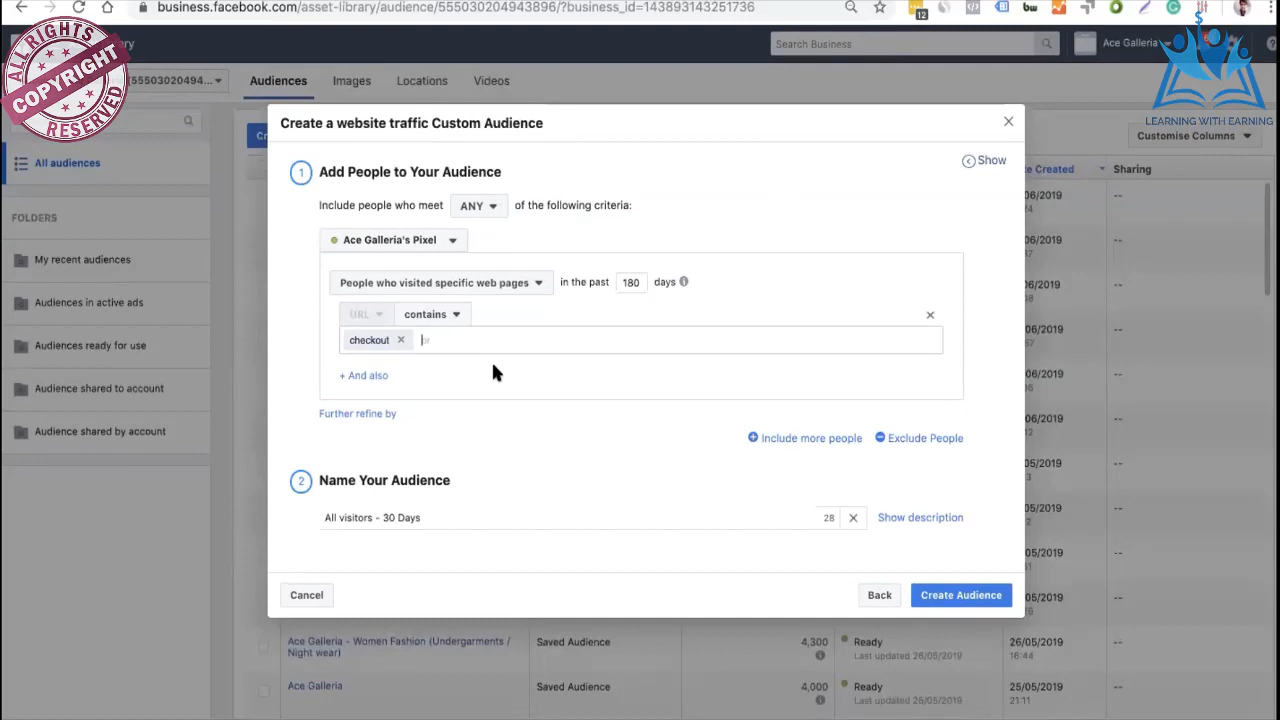 business.facebook.com/asset-library/audience/555030204943896/?business_id=143893143251736
12
ALL RIGHTS
COPYRIGHT
RESERVED
Search Business
Ace Galleria
$
LEARNING WITH EARNING
(55503020494...
Audiences
Images
Locations
Videos
Customise Columns
Create a website traffic Custom Audience
Show
All audiences
1
Add People to Your Audience
Sharing
Include people who meet
ANY
of the following criteria:
FOLDERS
Ace Galleria's Pixel
My recent audiences
People who visited specific web pages
in the past
180
days
Audiences in active ads
URL
contains
checkout
or
Audiences ready for use
+ And also
Audience shared to account
Further refine by
Audience shared by account
Include more people
Exclude People
2
Name Your Audience
All visitors - 30 Days
28
Show description
Cancel
Back
Create Audience
Ace Galleria - Women Fashion (Undergarments /
Night wear)
Saved Audience
4,300
Ready
Last updated 26/05/2019
26/05/2019
16:44
--
Ace Galleria
Saved Audience
4,000
Ready
Last updated 25/05/2019
25/05/2019
21:11
--